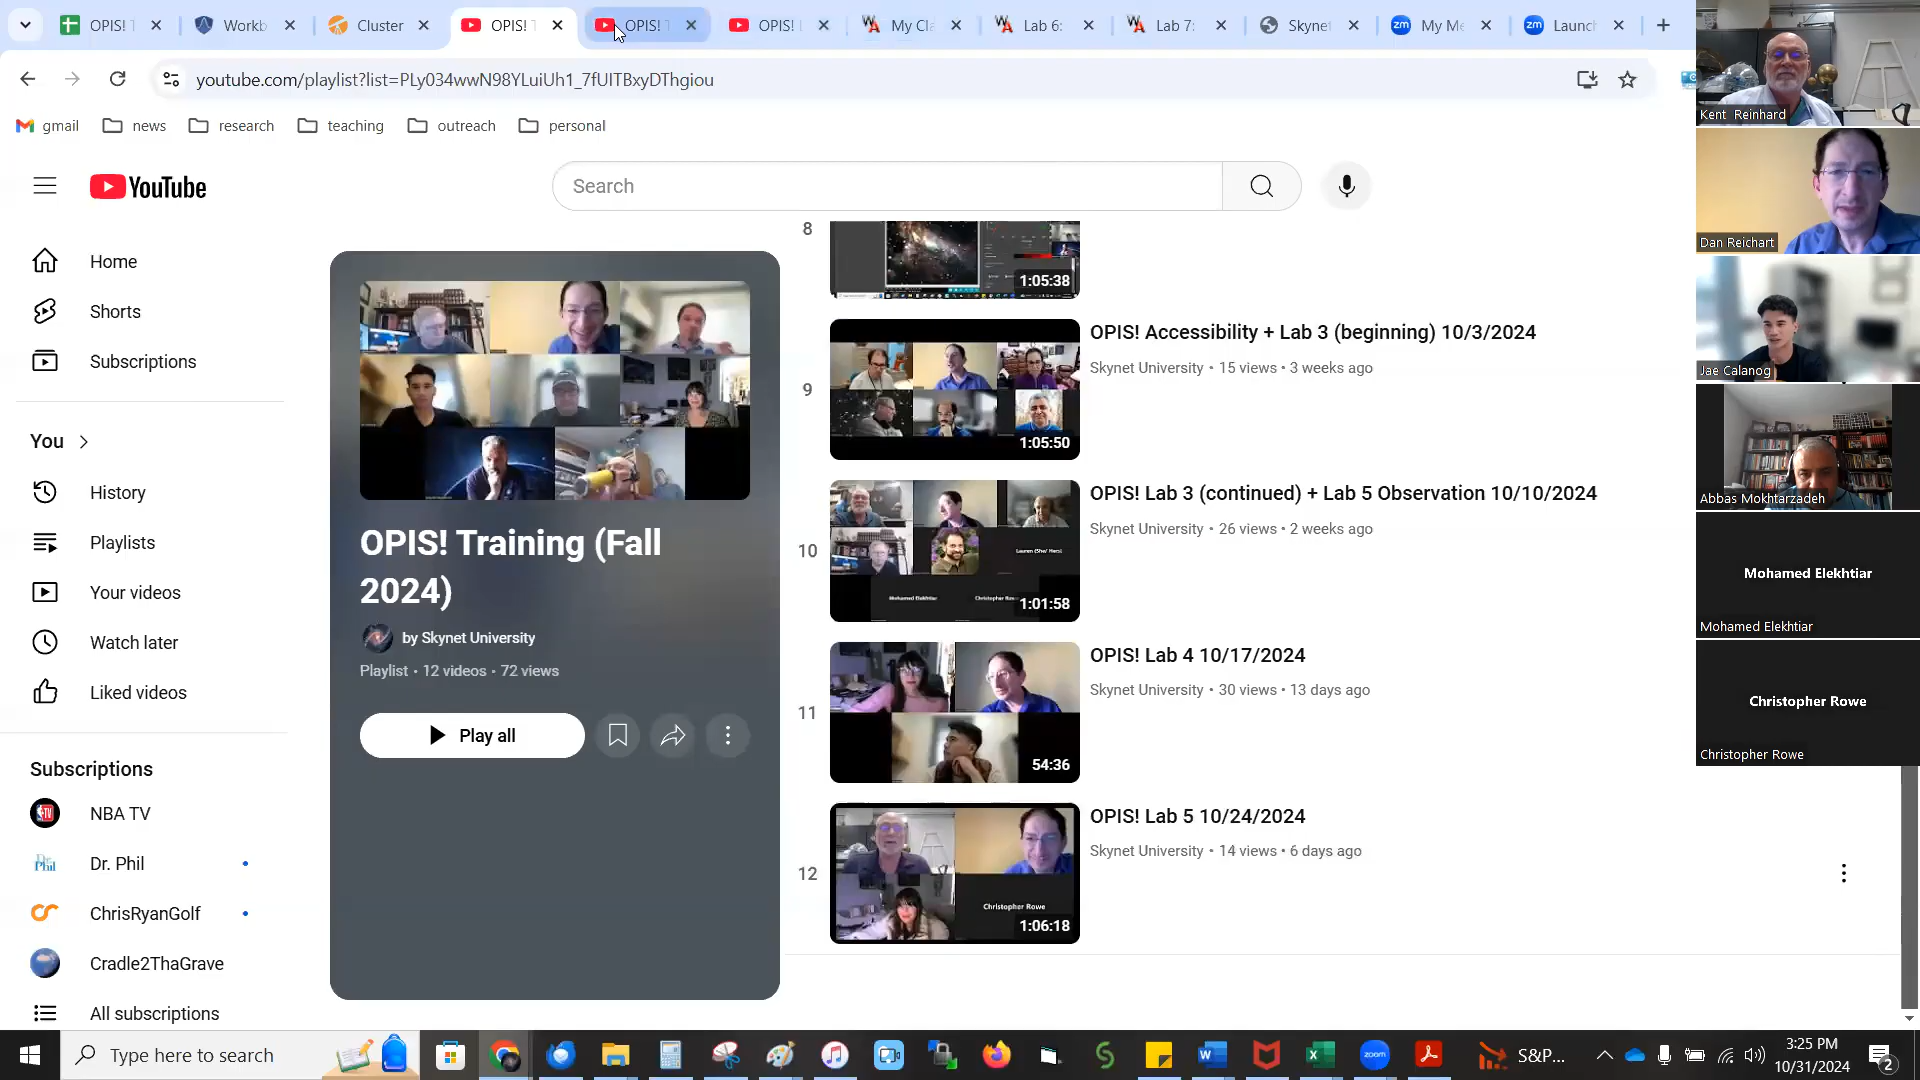 OPIS! T
Workb
Cluster
OPIS! T
OPIS! T
OPIS! L
My Cla
Lab 6:
Lab 7:
Skynet
My Me
Launc
youtube.com/playlist?list=PLy034wwN98YLuiUh1_7fUITBxyDThgiou
gmail
news
research
teaching
outreach
personal
YouTube
Search
Home
Shorts
Subscriptions
You
History
Playlists
Your videos
Watch later
Liked videos
Subscriptions
NBA TV
Dr. Phil
ChrisRyanGolf
Cradle2ThaGrave
All subscriptions
OPIS! Training (Fall
2024)
by Skynet University
Playlist • 12 videos • 72 views
Play all
8
1:05:38
9
1:05:50
OPIS! Accessibility + Lab 3 (beginning) 10/3/2024
Skynet University • 15 views • 3 weeks ago
10
Lauren (She/ Hers)
Mohamed Elekhtiar
1:01:58
OPIS! Lab 3 (continued) + Lab 5 Observation 10/10/2024
Skynet University • 26 views • 2 weeks ago
11
54:36
OPIS! Lab 4 10/17/2024
Skynet University • 30 views • 13 days ago
12
Christopher Rowe
1:06:18
OPIS! Lab 5 10/24/2024
Skynet University • 14 views • 6 days ago
Kent Reinhard
Dan Reichart
Jae Calanog
Abbas Mokhtarzadeh
Mohamed Elekhtiar
Mohamed Elekhtiar
Christopher Rowe
Christopher Rowe
Type here to search
S&P...
3:25 PM
10/31/2024
2